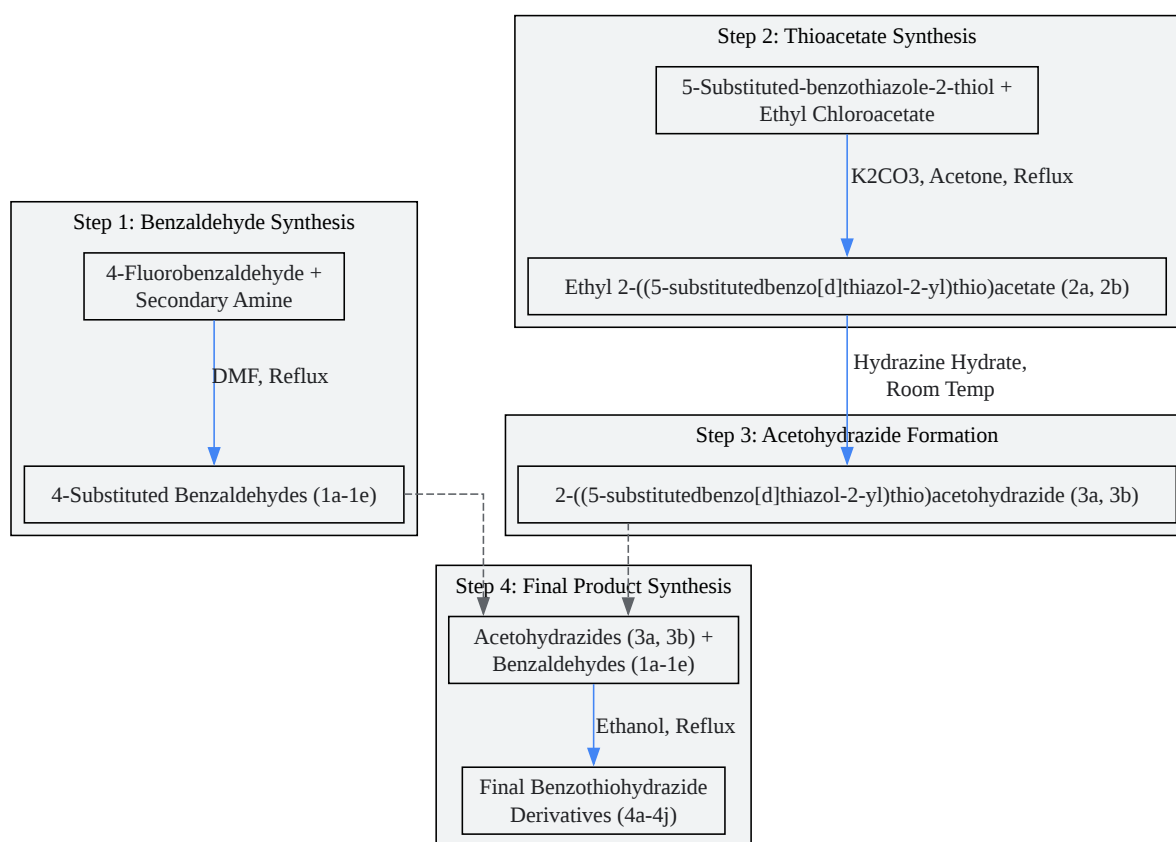 Step 2: Thioacetate Synthesis
5-Substituted-benzothiazole-2-thiol +
Ethyl Chloroacetate
K2CO3, Acetone, Reflux
Ethyl 2-((5-substitutedbenzo[d]thiazol-2-yl)thio)acetate (2a, 2b)
Step 1: Benzaldehyde Synthesis
4-Fluorobenzaldehyde +
Secondary Amine
DMF, Reflux
4-Substituted Benzaldehydes (1a-1e)
Hydrazine Hydrate,
Room Temp
Step 3: Acetohydrazide Formation
2-((5-substitutedbenzo[d]thiazol-2-yl)thio)acetohydrazide (3a, 3b)
Step 4: Final Product Synthesis
Acetohydrazides (3a, 3b) +
Benzaldehydes (1a-1e)
Ethanol, Reflux
Final Benzothiohydrazide
Derivatives (4a-4j)